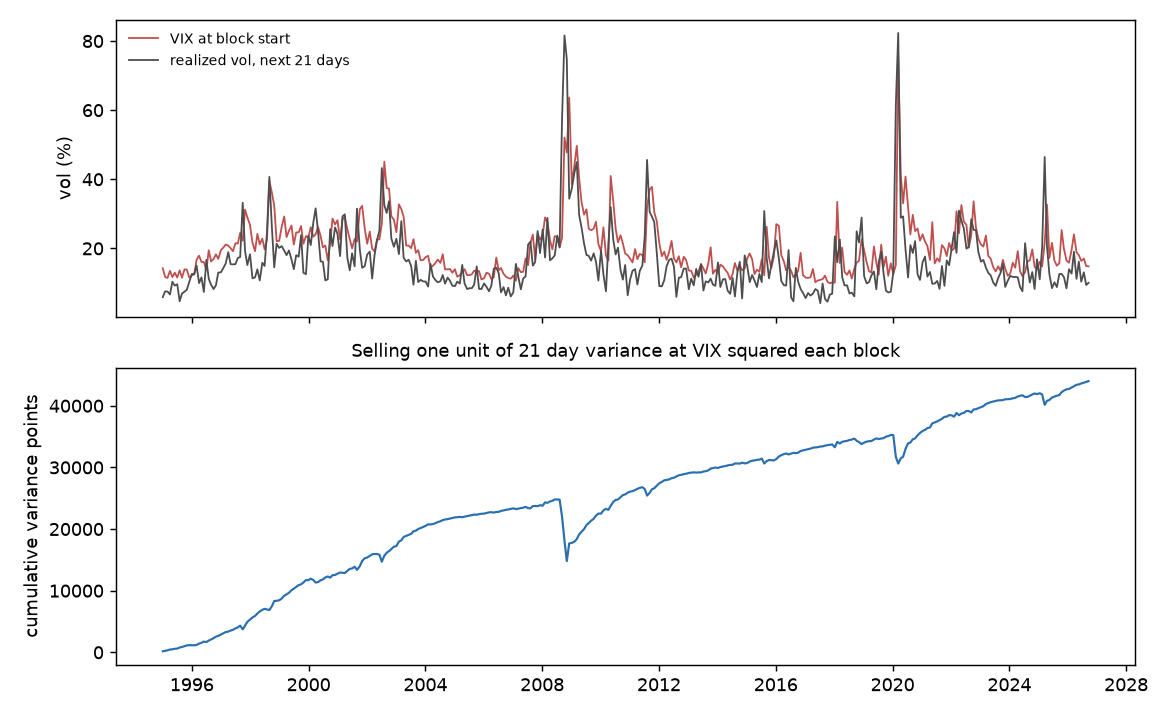 VIX at block start
realized vol, next 21 days
80
60
40
20
vol (%)
Selling one unit of 21 day variance at VIX squared each block
40000
30000
20000
10000
0
cumulative variance points
1996 2000 2004 2008 2012 2016 2020 2024 2028